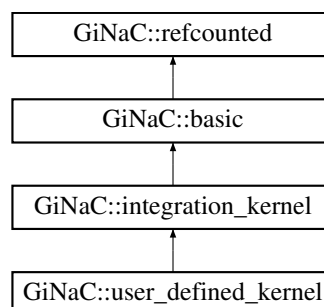 GiNaC::refcounted
GiNaC::basic
GiNaC::integration_kernel
GiNaC::user_defined_kernel